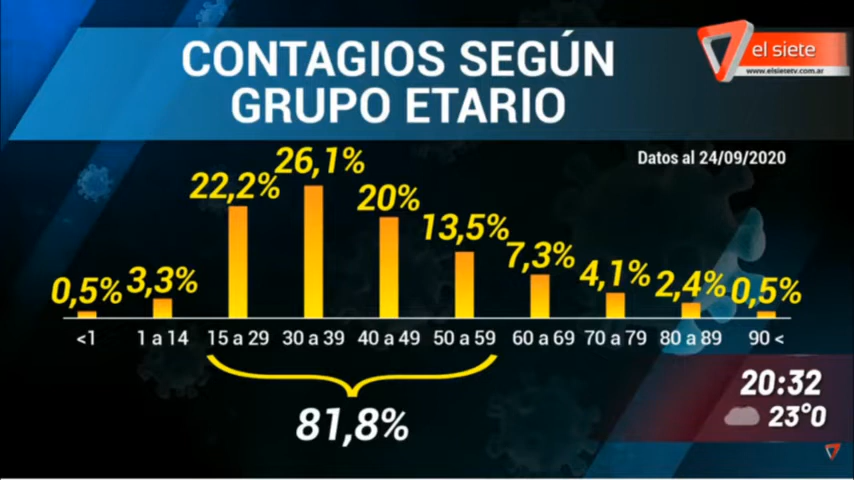 CONTAGIOS SEGÚN
GRUPO ETARIO
el siete
www.elsietetv.com.ar
Datos al 24/09/2020
0,5% 3,3% 22,2% 26,1% 20% 13,5% 7,3% 4,1% 2,4% 0,5%
<1 1 a 14 15 a 29 30 a 39 40 a 49 50 a 59 60 a 69 70 a 79 80 a 89 90 <
81,8%
20:32
23°0